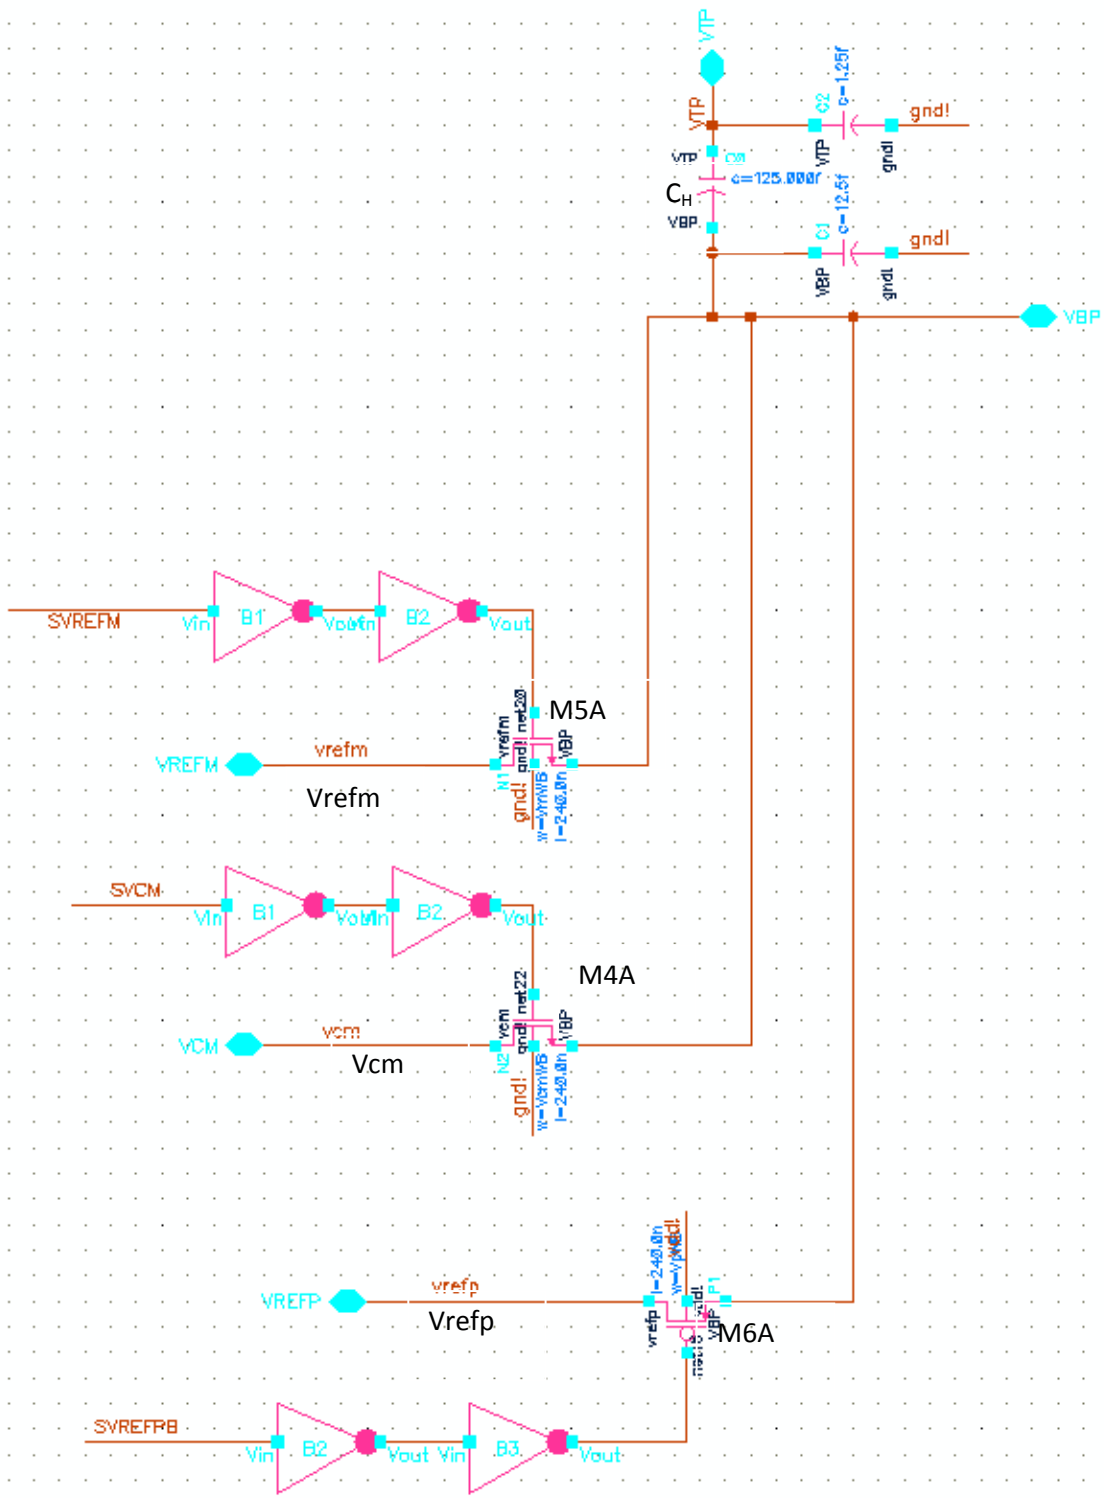 VTP
VTP
C2
c=1.25f
gnd!
VTP
gnd!
VTP
C0
c=125.000f
CH
VBP
C1
c=12.5f
gnd!
VBP
gnd!
VBP
SVREFM
Vin
B1
Vout
Vin
B2
Vout
net20
M5A
vrefm
gnd!
VBP
VREFM
vrefm
N1
Vrefm
gnd!
w=VmWB
l=240.0n
SVCM
Vin
B1
Vout
Vin
B2
Vout
M4A
net22
vcm
gnd!
VBP
VCM
vcm
N2
Vcm
gnd!
w=VcmWB
l=240.0n
l=240.0n
vdd!
P1
VREFP
vrefp
Vrefp
vrefp
VBP
M6A
SVREFPB
Vin
B2
Vout
Vin
B3
Vout